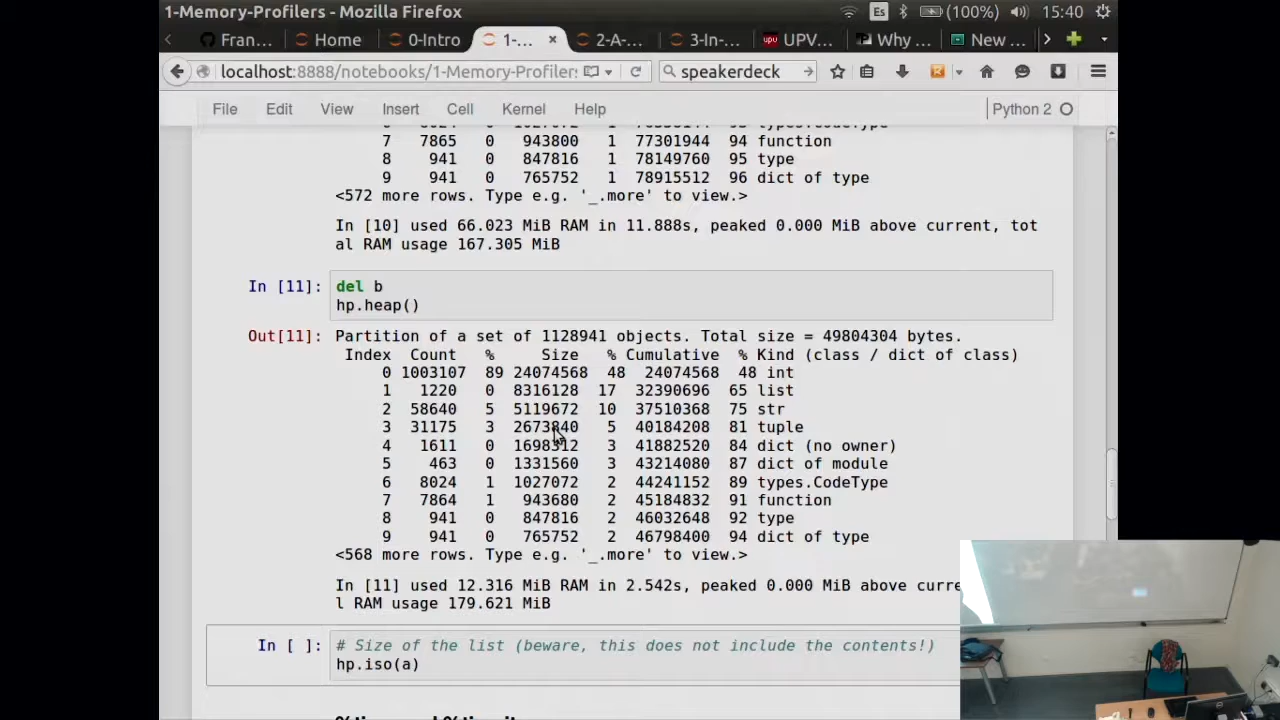 1-Memory-Profilers - Mozilla Firefox Es (100%) 15:40
Fran... Home 0-Intro 1-... × 2-A-... 3-In-... upv UPV... Why ... New ...
localhost:8888/notebooks/1-Memory-Profilers speakerdeck
File Edit View Insert Cell Kernel Help Python 2
7 7865 0 943800 1 77301944 94 function
8 941 0 847816 1 78149760 95 type
9 941 0 765752 1 78915512 96 dict of type
<572 more rows. Type e.g. '_.more' to view.>
In [10] used 66.023 MiB RAM in 11.888s, peaked 0.000 MiB above current, tot
al RAM usage 167.305 MiB
In [11]: del b
hp.heap()
Out[11]: Partition of a set of 1128941 objects. Total size = 49804304 bytes.
Index Count % Size % Cumulative % Kind (class / dict of class)
0 1003107 89 24074568 48 24074568 48 int
1 1220 0 8316128 17 32390696 65 list
2 58640 5 5119672 10 37510368 75 str
3 31175 3 2673840 5 40184208 81 tuple
4 1611 0 1698312 3 41882520 84 dict (no owner)
5 463 0 1331560 3 43214080 87 dict of module
6 8024 1 1027072 2 44241152 89 types.CodeType
7 7864 1 943680 2 45184832 91 function
8 941 0 847816 2 46032648 92 type
9 941 0 765752 2 46798400 94 dict of type
<568 more rows. Type e.g. '_.more' to view.>
In [11] used 12.316 MiB RAM in 2.542s, peaked 0.000 MiB above curre
l RAM usage 179.621 MiB
In [ ]: # Size of the list (beware, this does not include the contents!)
hp.iso(a)